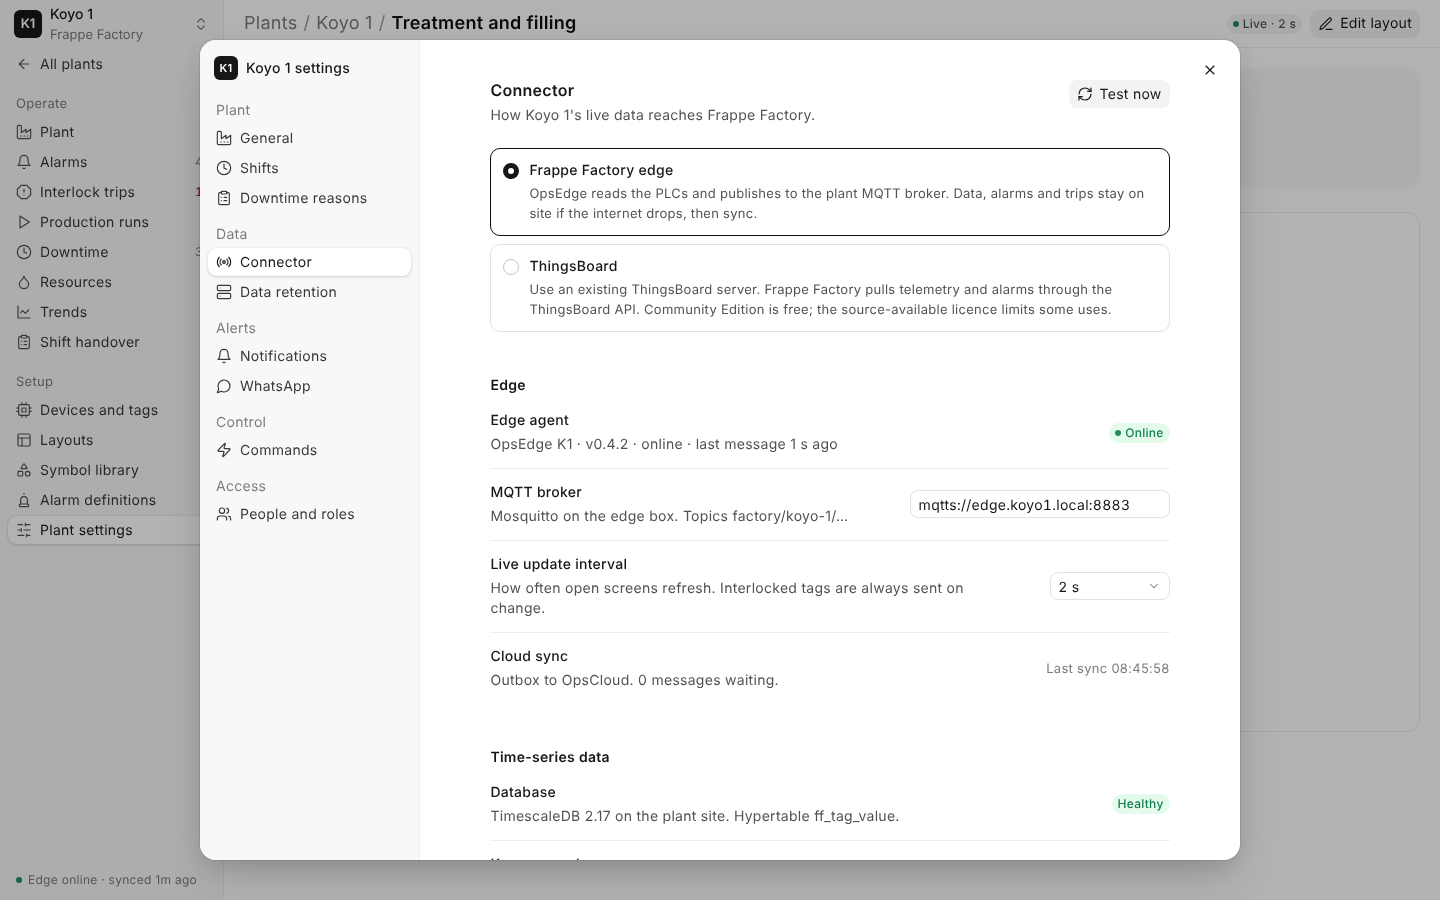 K1
Koyo 1
Frappe Factory
Plants / Koyo 1 / Treatment and filling
Live · 2 s
Edit layout
All plants
Operate
Plant
Alarms
Interlock trips
Production runs
Downtime
Resources
Trends
Shift handover
Setup
Devices and tags
Layouts
Symbol library
Alarm definitions
Plant settings
Edge online · synced 1m ago
K1 Koyo 1 settings
Plant
General
Shifts
Downtime reasons
Data
Connector
Data retention
Alerts
Notifications
WhatsApp
Control
Commands
Access
People and roles
Connector
How Koyo 1's live data reaches Frappe Factory.
Test now
Frappe Factory edge
OpsEdge reads the PLCs and publishes to the plant MQTT broker. Data, alarms and trips stay on
site if the internet drops, then sync.
ThingsBoard
Use an existing ThingsBoard server. Frappe Factory pulls telemetry and alarms through the
ThingsBoard API. Community Edition is free; the source-available licence limits some uses.
Edge
Edge agent
OpsEdge K1 · v0.4.2 · online · last message 1 s ago
Online
MQTT broker
Mosquitto on the edge box. Topics factory/koyo-1/...
mqtts://edge.koyo1.local:8883
Live update interval
How often open screens refresh. Interlocked tags are always sent on
change.
2 s
Cloud sync
Outbox to OpsCloud. 0 messages waiting.
Last sync 08:45:58
Time-series data
Database
TimescaleDB 2.17 on the plant site. Hypertable ff_tag_value.
Healthy